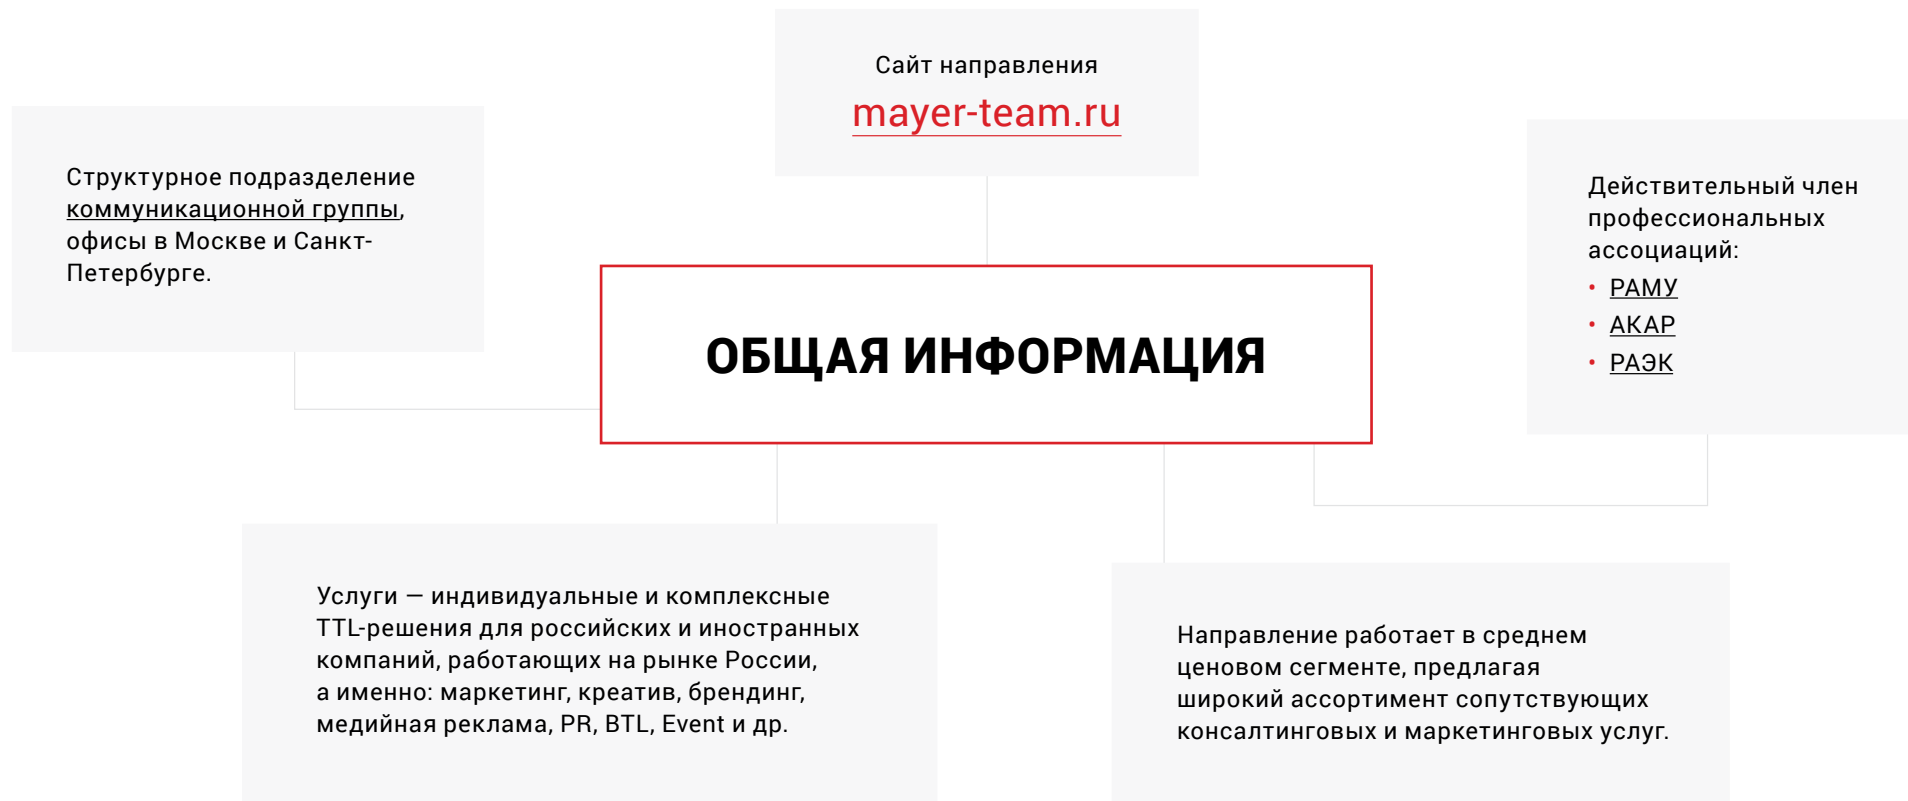 Сайт направления
mayer-team.ru
Структурное подразделение
коммуникационной группы,
офисы в Москве и Санкт-
Петербурге.
Действительный член
профессиональных
ассоциаций:
• РАМУ
• АКАР
• РАЭК
ОБЩАЯ ИНФОРМАЦИЯ
Услуги — индивидуальные и комплексные
TTL-решения для российских и иностранных
компаний, работающих на рынке России,
а именно: маркетинг, креатив, брендинг,
медийная реклама, PR, BTL, Event и др.
Направление работает в среднем
ценовом сегменте, предлагая
широкий ассортимент сопутствующих
консалтинговых и маркетинговых услуг.